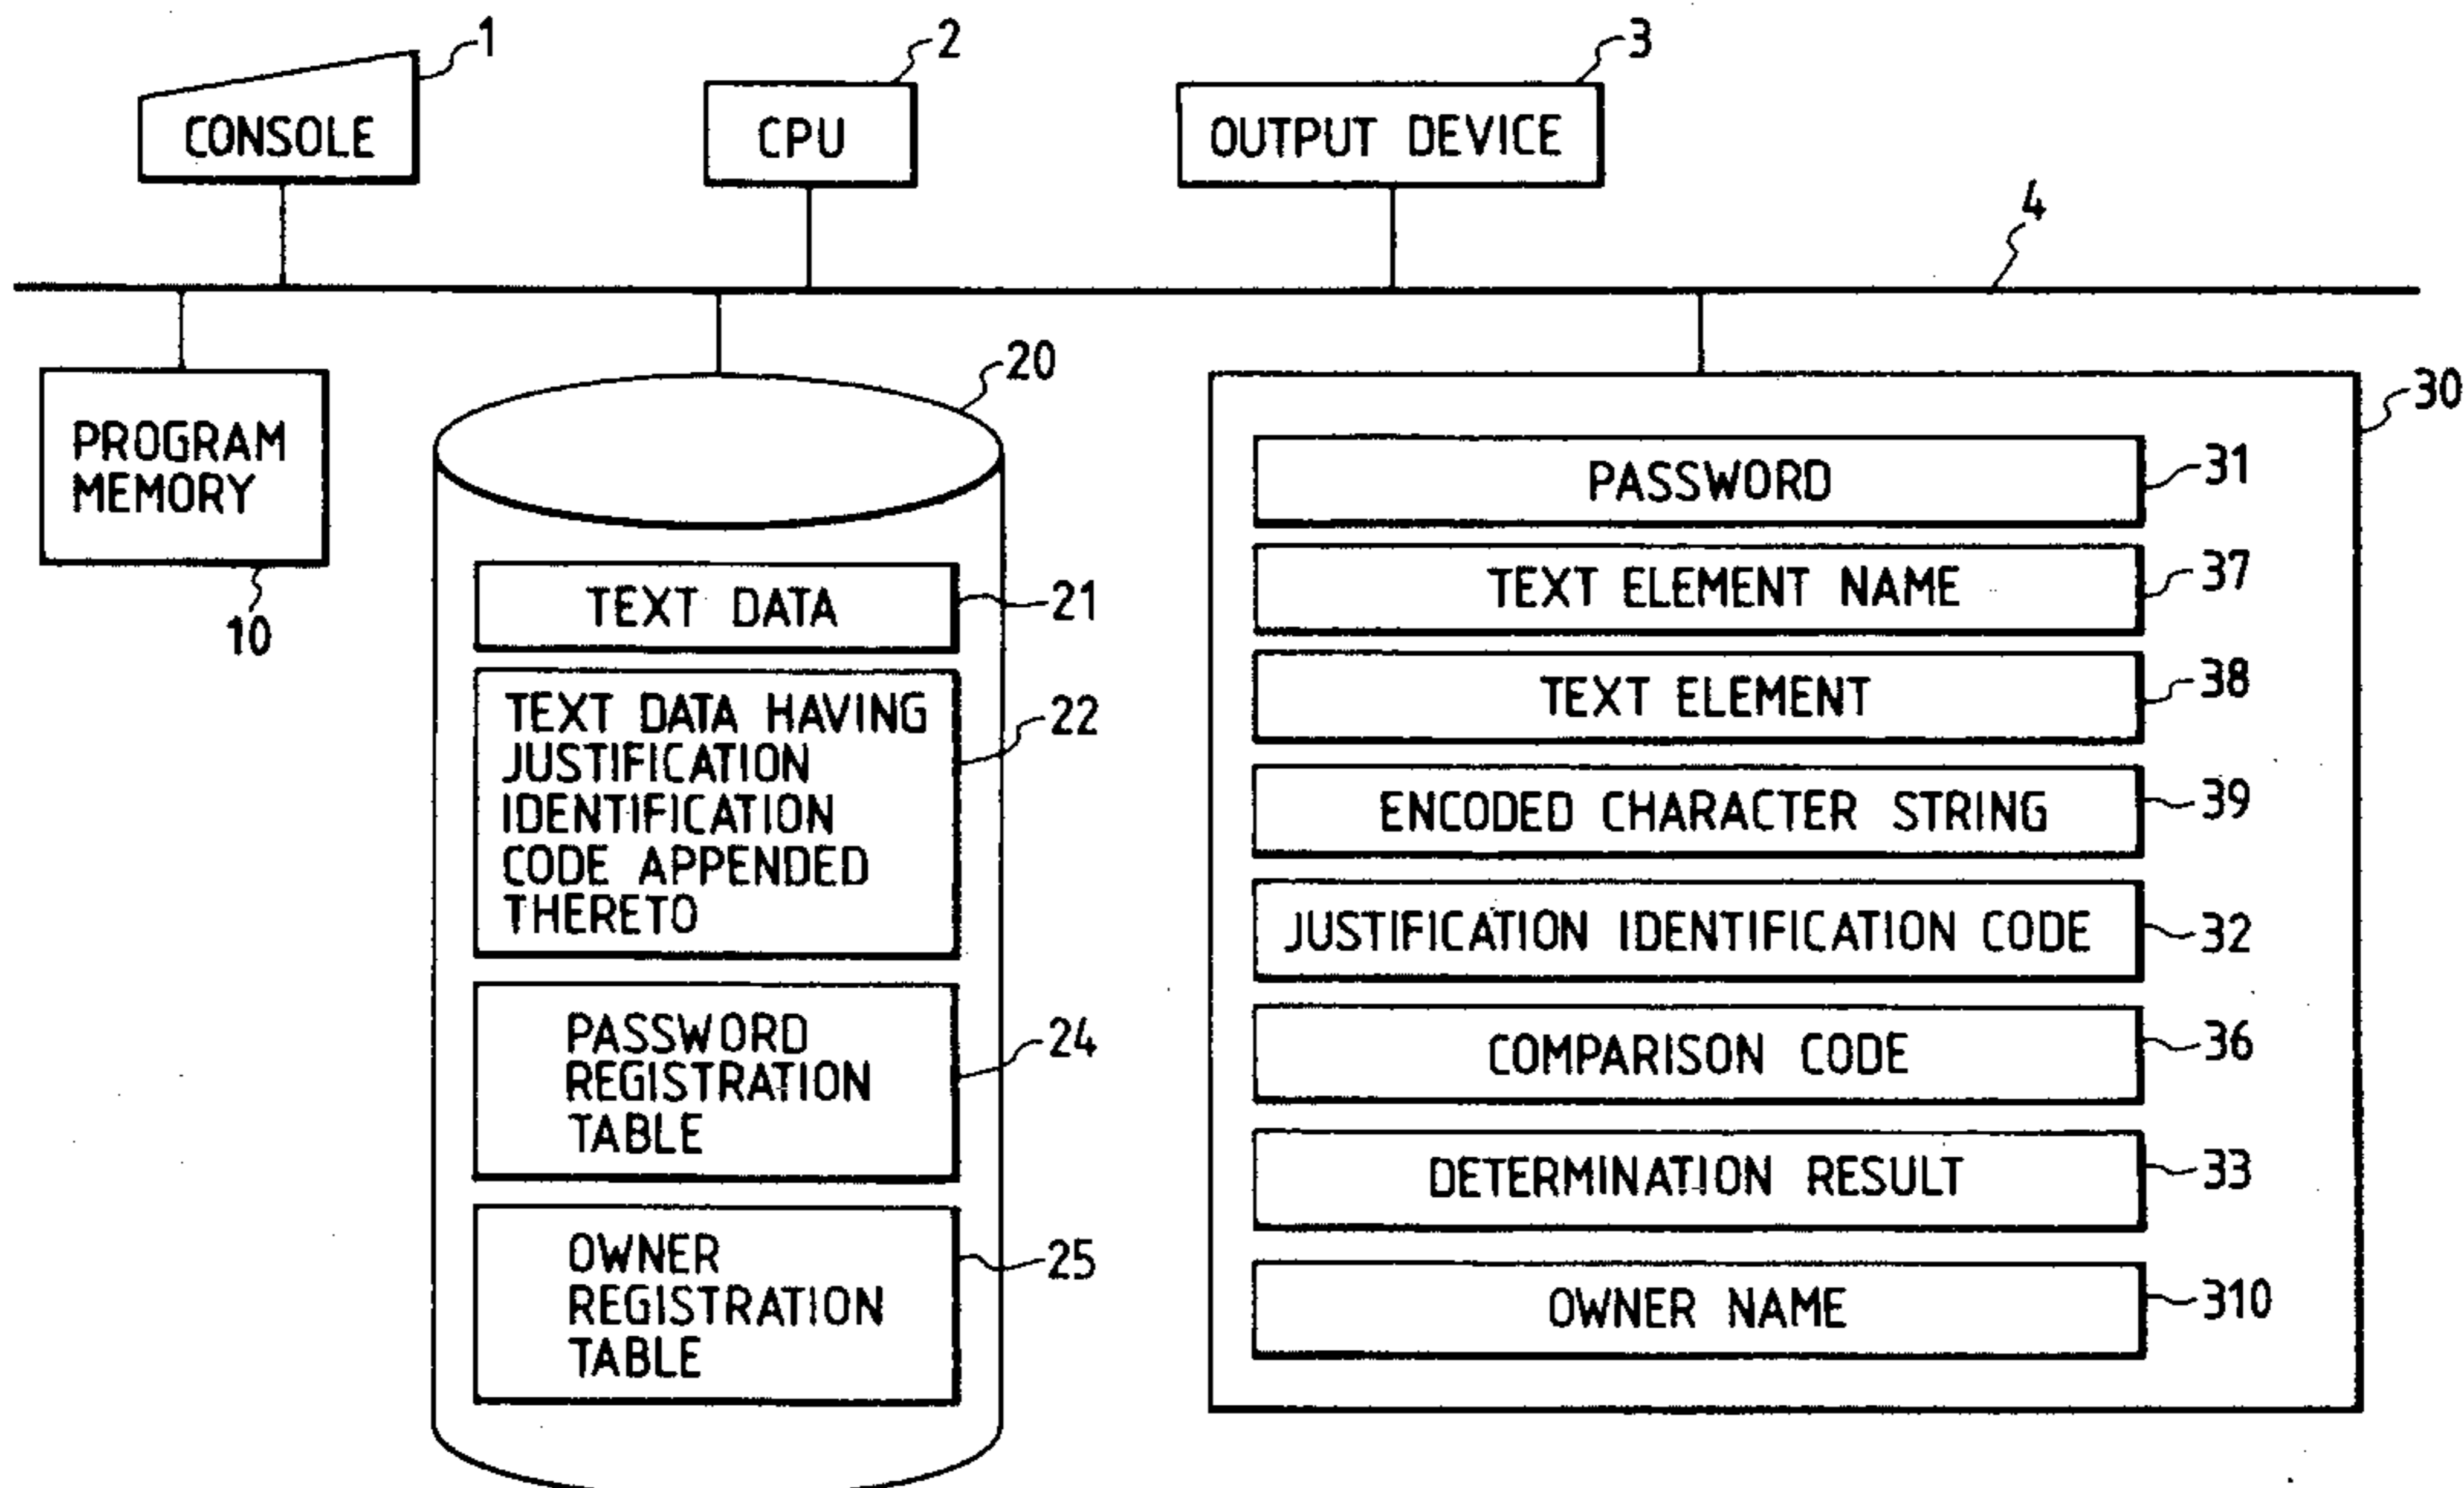 1
CONSOLE
2
CPU
3
OUTPUT DEVICE
4
PROGRAM
MEMORY
10
20
TEXT DATA
21
TEXT DATA HAVING
JUSTIFICATION
IDENTIFICATION
CODE APPENDED
THERETO
22
PASSWORD
REGISTRATION
TABLE
24
OWNER
REGISTRATION
TABLE
25
30
PASSWORD
31
TEXT ELEMENT NAME
37
TEXT ELEMENT
38
ENCODED CHARACTER STRING
39
JUSTIFICATION IDENTIFICATION CODE
32
COMPARISON CODE
36
DETERMINATION RESULT
33
OWNER NAME
310